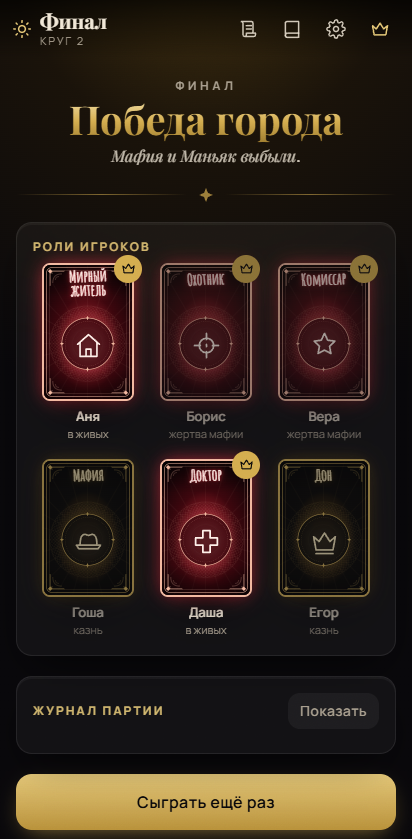 Финал
КРУГ 2
ФИНАЛ
Победа города
Мафия и Маньяк выбыли.
РОЛИ ИГРОКОВ
Мирный
житель
Охотник
Комиссар
Аня
Борис
Вера
в живых
жертва мафии
жертва мафии
Мафия
Доктор
Дон
Гоша
Даша
Егор
казнь
в живых
казнь
ЖУРНАЛ ПАРТИИ
Показать
Сыграть ещё раз